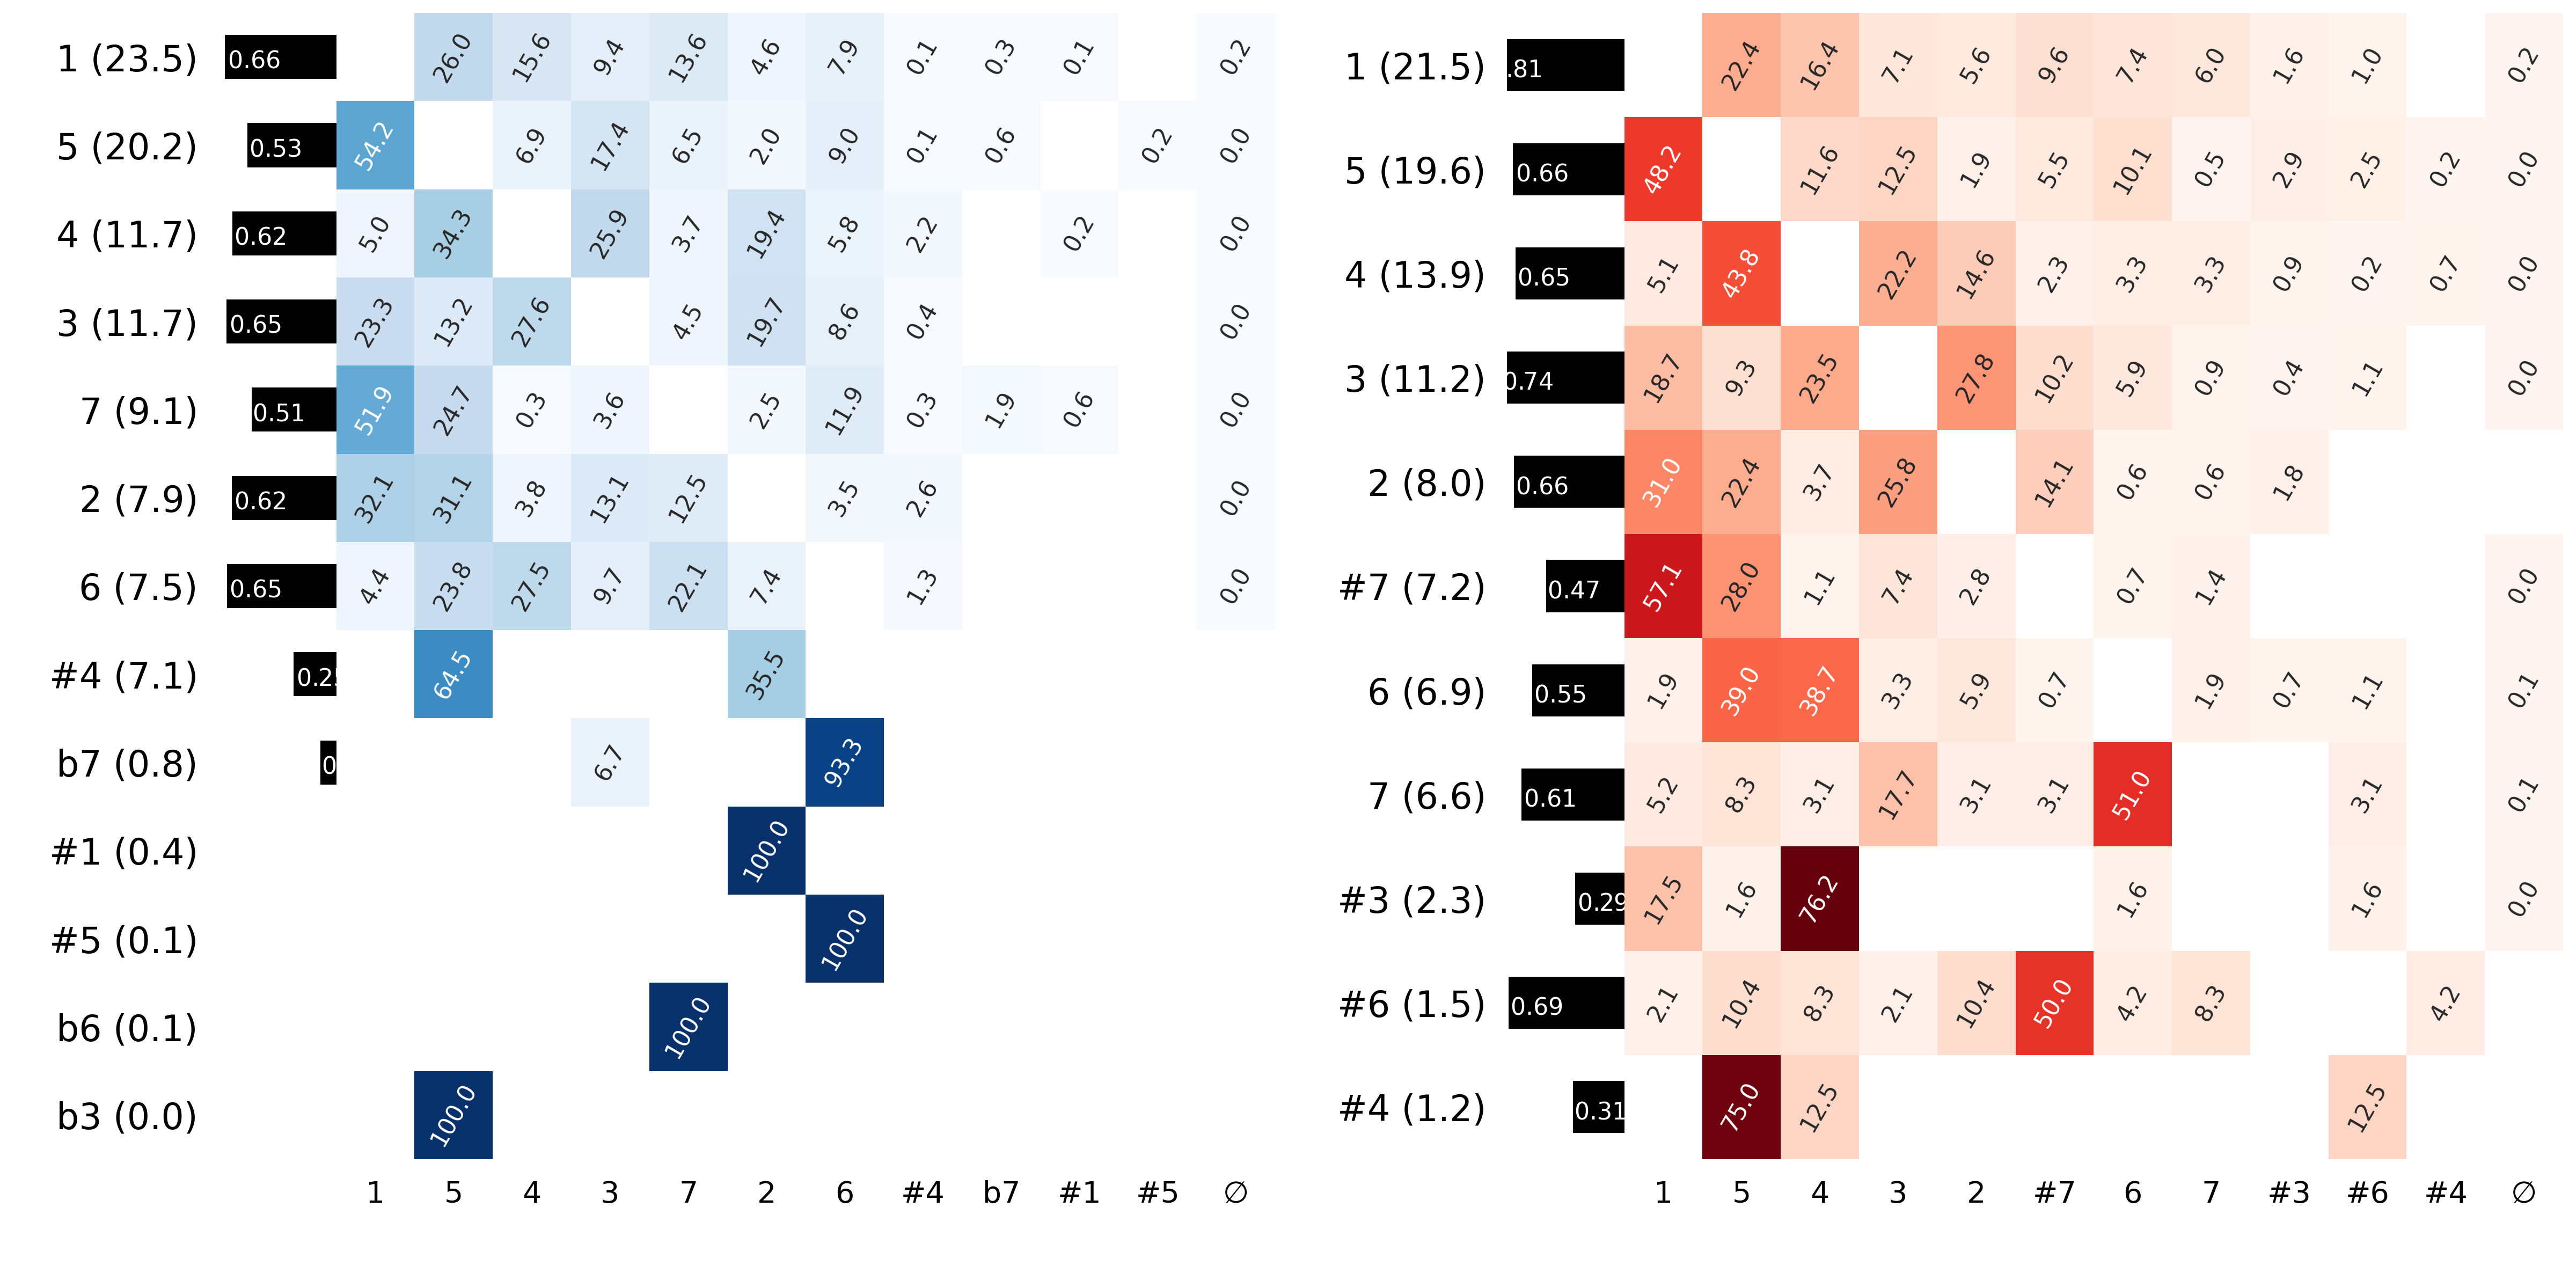 1 (23.5) 0.66 26.0 15.6 9.4 13.6 4.6 7.9 0.1 0.3 0.1 0.2
5 (20.2) 0.53 54.2 6.9 17.4 6.5 2.0 9.0 0.1 0.6 0.2 0.0
4 (11.7) 0.62 5.0 34.3 25.9 3.7 19.4 5.8 2.2 0.2 0.0
3 (11.7) 0.65 23.3 13.2 27.6 4.5 19.7 8.6 0.4 0.0
7 (9.1) 0.51 51.9 24.7 0.3 3.6 2.5 11.9 0.3 1.9 0.6 0.0
2 (7.9) 0.62 32.1 31.1 3.8 13.1 12.5 3.5 2.6 0.0
6 (7.5) 0.65 4.4 23.8 27.5 9.7 22.1 7.4 1.3 0.0
#4 (7.1) 0.2 64.5 35.5
b7 (0.8) 0 6.7 93.3
#1 (0.4) 100.0
#5 (0.1) 100.0
b6 (0.1) 100.0
b3 (0.0) 100.0
1 5 4 3 7 2 6 #4 b7 #1 #5 ∅
1 (21.5) .81 22.4 16.4 7.1 5.6 9.6 7.4 6.0 1.6 1.0 0.2
5 (19.6) 0.66 48.2 11.6 12.5 1.9 5.5 10.1 0.5 2.9 2.5 0.2 0.0
4 (13.9) 0.65 5.1 43.8 22.2 14.6 2.3 3.3 3.3 0.9 0.2 0.7 0.0
3 (11.2) 0.74 18.7 9.3 23.5 27.8 10.2 5.9 0.9 0.4 1.1 0.0
2 (8.0) 0.66 31.0 22.4 3.7 25.8 14.1 0.6 0.6 1.8
#7 (7.2) 0.47 57.1 28.0 1.1 7.4 2.8 0.7 1.4 0.0
6 (6.9) 0.55 1.9 39.0 38.7 3.3 5.9 0.7 1.9 0.7 1.1 0.1
7 (6.6) 0.61 5.2 8.3 3.1 17.7 3.1 3.1 51.0 3.1 0.1
#3 (2.3) 0.29 17.5 1.6 76.2 1.6 1.6 0.0
#6 (1.5) 0.69 2.1 10.4 8.3 2.1 10.4 50.0 4.2 8.3 4.2
#4 (1.2) 0.31 75.0 12.5 12.5
1 5 4 3 2 #7 6 7 #3 #6 #4 ∅